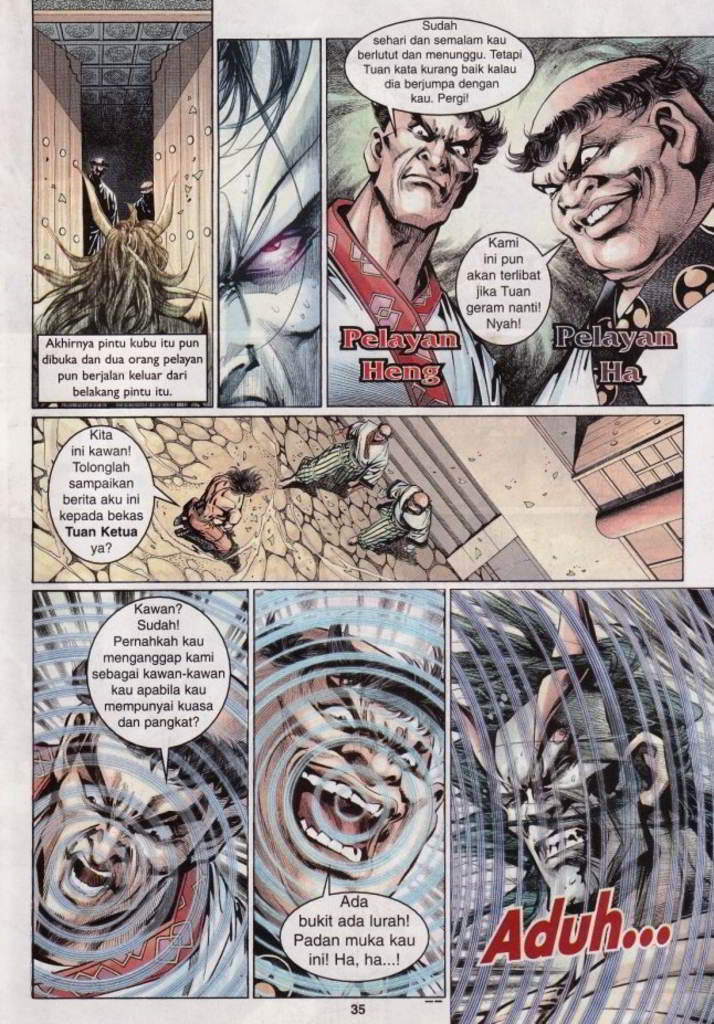 Akhirnya pintu kubu itu pun
dibuka dan dua orang pelayan
pun berjalan keluar dari
belakang pintu itu.
Sudah
sehari dan semalam kau
berlutut dan menunggu. Tetapi
Tuan kata kurang baik kalau
dia berjumpa dengan
kau. Pergi!
Kami
ini pun
akan terlibat
jika Tuan
geram nanti!
Nyah!
Pelayan
Heng
Pelayan
Ha
Kita
ini kawan!
Tolonglah
sampaikan
berita aku ini
kepada bekas
Tuan Ketua
ya?
Kawan?
Sudah!
Pernahkah kau
menganggap kami
sebagai kawan-kawan
kau apabila kau
mempunyai kuasa
dan pangkat?
Ada
bukit ada lurah!
Padan muka kau
ini! Ha, ha...!
Aduh...
35